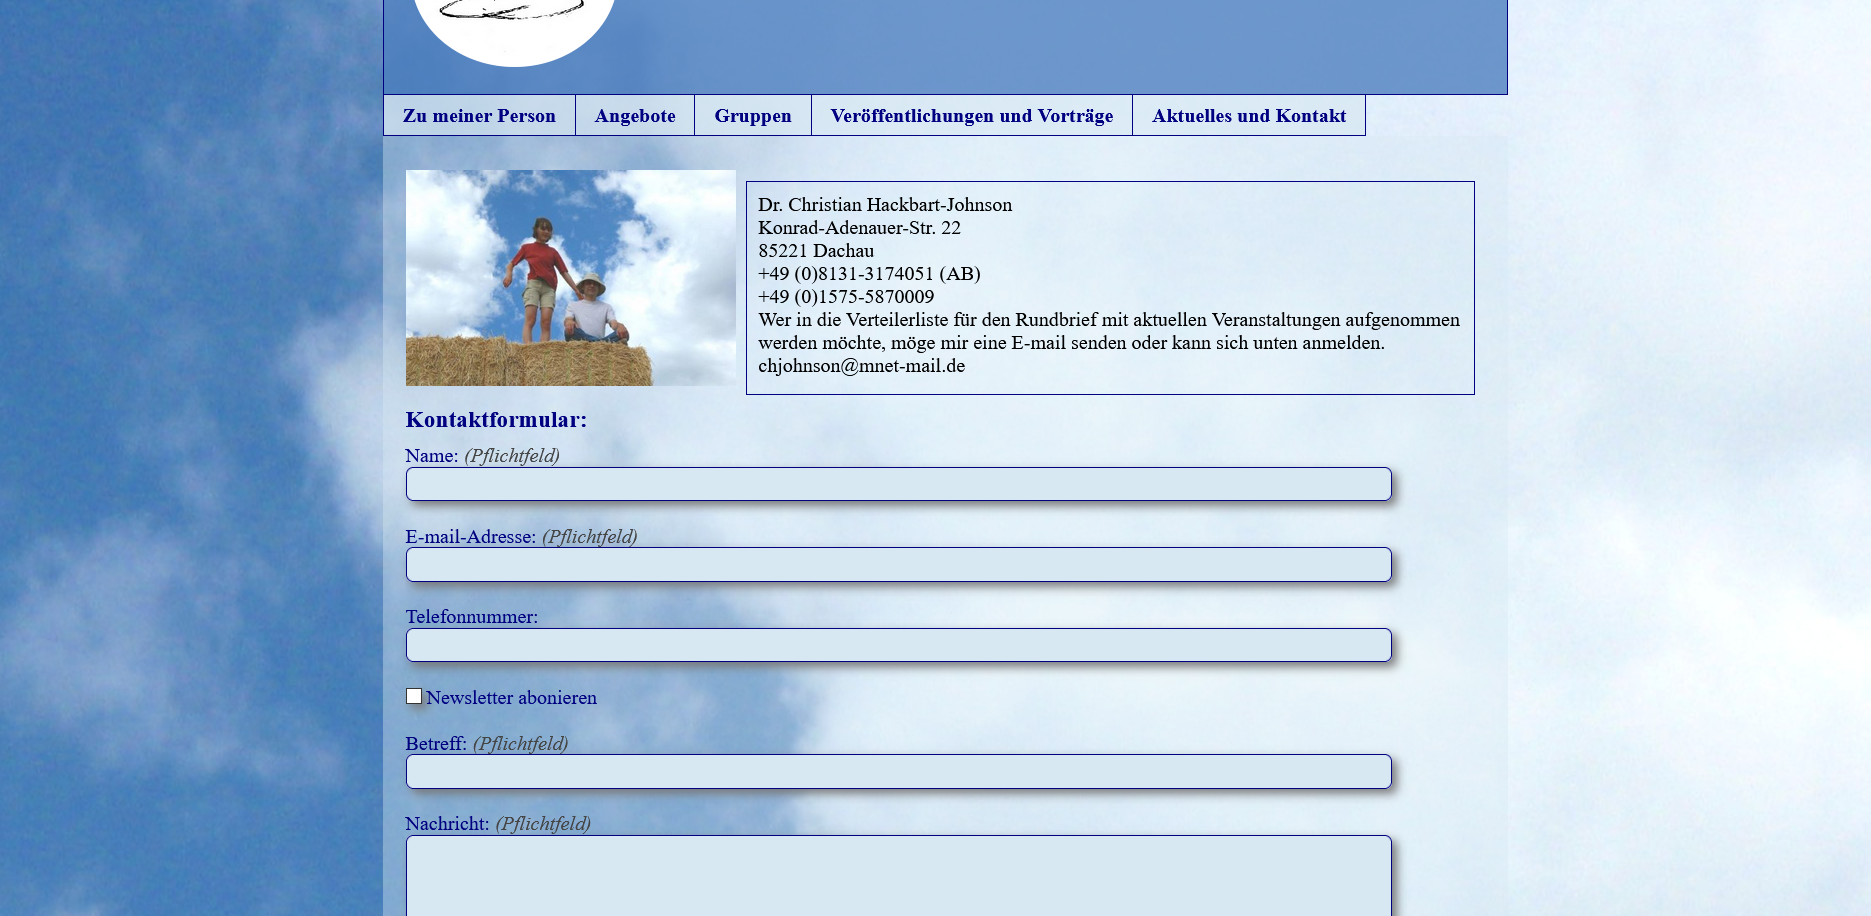 Zu meiner Person
Angebote
Gruppen
Veröffentlichungen und Vorträge
Aktuelles und Kontakt
Dr. Christian Hackbart-Johnson
Konrad-Adenauer-Str. 22
85221 Dachau
+49 (0)8131-3174051 (AB)
+49 (0)1575-5870009
Wer in die Verteilerliste für den Rundbrief mit aktuellen Veranstaltungen aufgenommen
werden möchte, möge mir eine E-mail senden oder kann sich unten anmelden.
chjohnson@mnet-mail.de
Kontaktformular:
Name: (Pflichtfeld)
E-mail-Adresse: (Pflichtfeld)
Telefonnummer:
Newsletter abonieren
Betreff: (Pflichtfeld)
Nachricht: (Pflichtfeld)